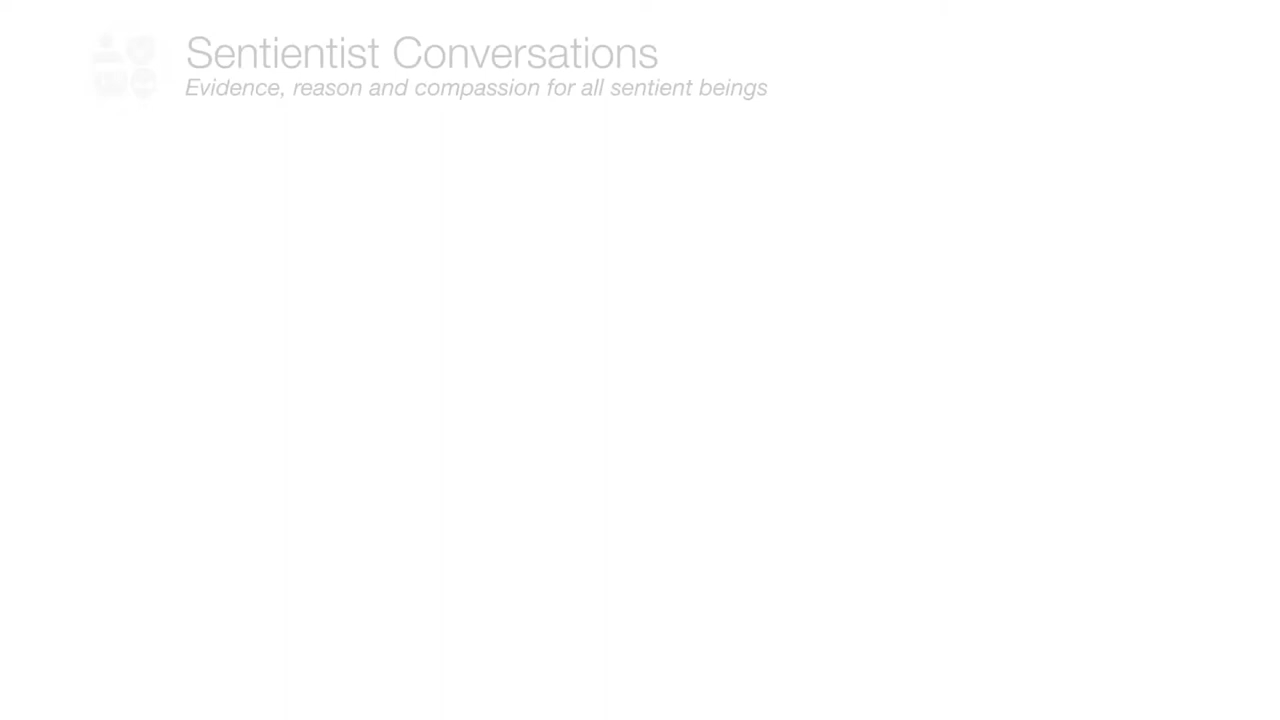 Sentientist Conversations
Evidence, reason and compassion for all sentient beings